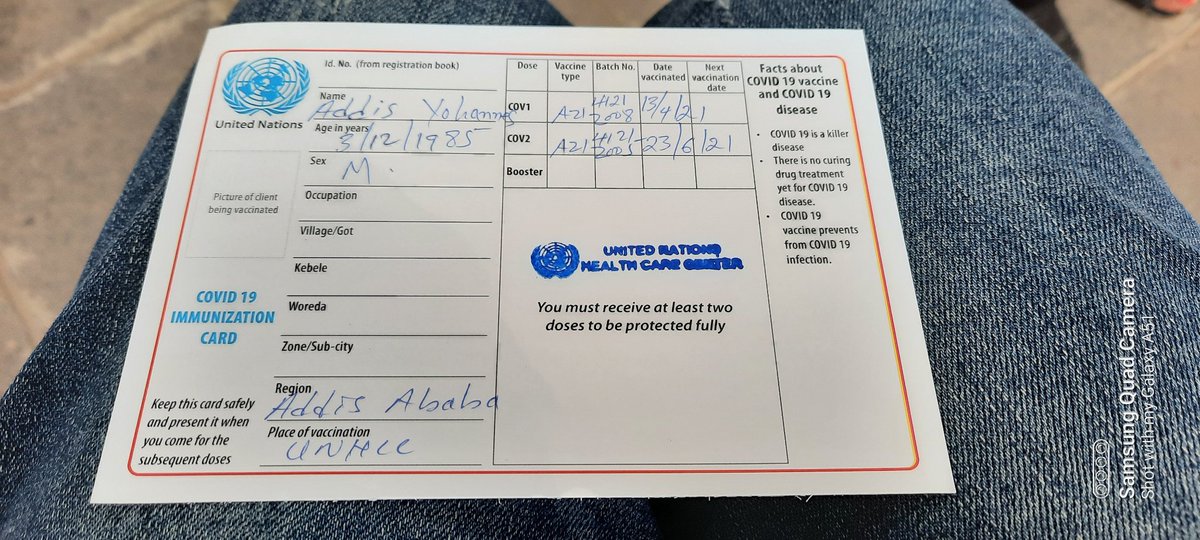 United Nations
Picture of client
being vaccinated
COVID 19
IMMUNIZATION
CARD
Keep this card safely
and present it when
you come for the
subsequent doses
Id. No. (from registration book)
Name Addis Yohannes
Age in years 3/12/1985
Sex M.
Occupation
Village/Got
Kebele
Woreda
Zone/Sub-city
Region Addis Ababa
Place of vaccination UNHCC
Dose Vaccine type Batch No. Date vaccinated Next vaccination date
COV1 13/4/21
COV2 23/6/21
Booster
UNITED NATIONS
HEALTH CARE CENTER
You must receive at least two
doses to be protected fully
Facts about
COVID 19 vaccine
and COVID 19
disease
• COVID 19 is a killer
disease
• There is no curing
drug treatment
yet for COVID 19
disease.
• COVID 19
vaccine prevents
from COVID 19
infection.
Samsung Quad Camera
Shot with my Galaxy A51